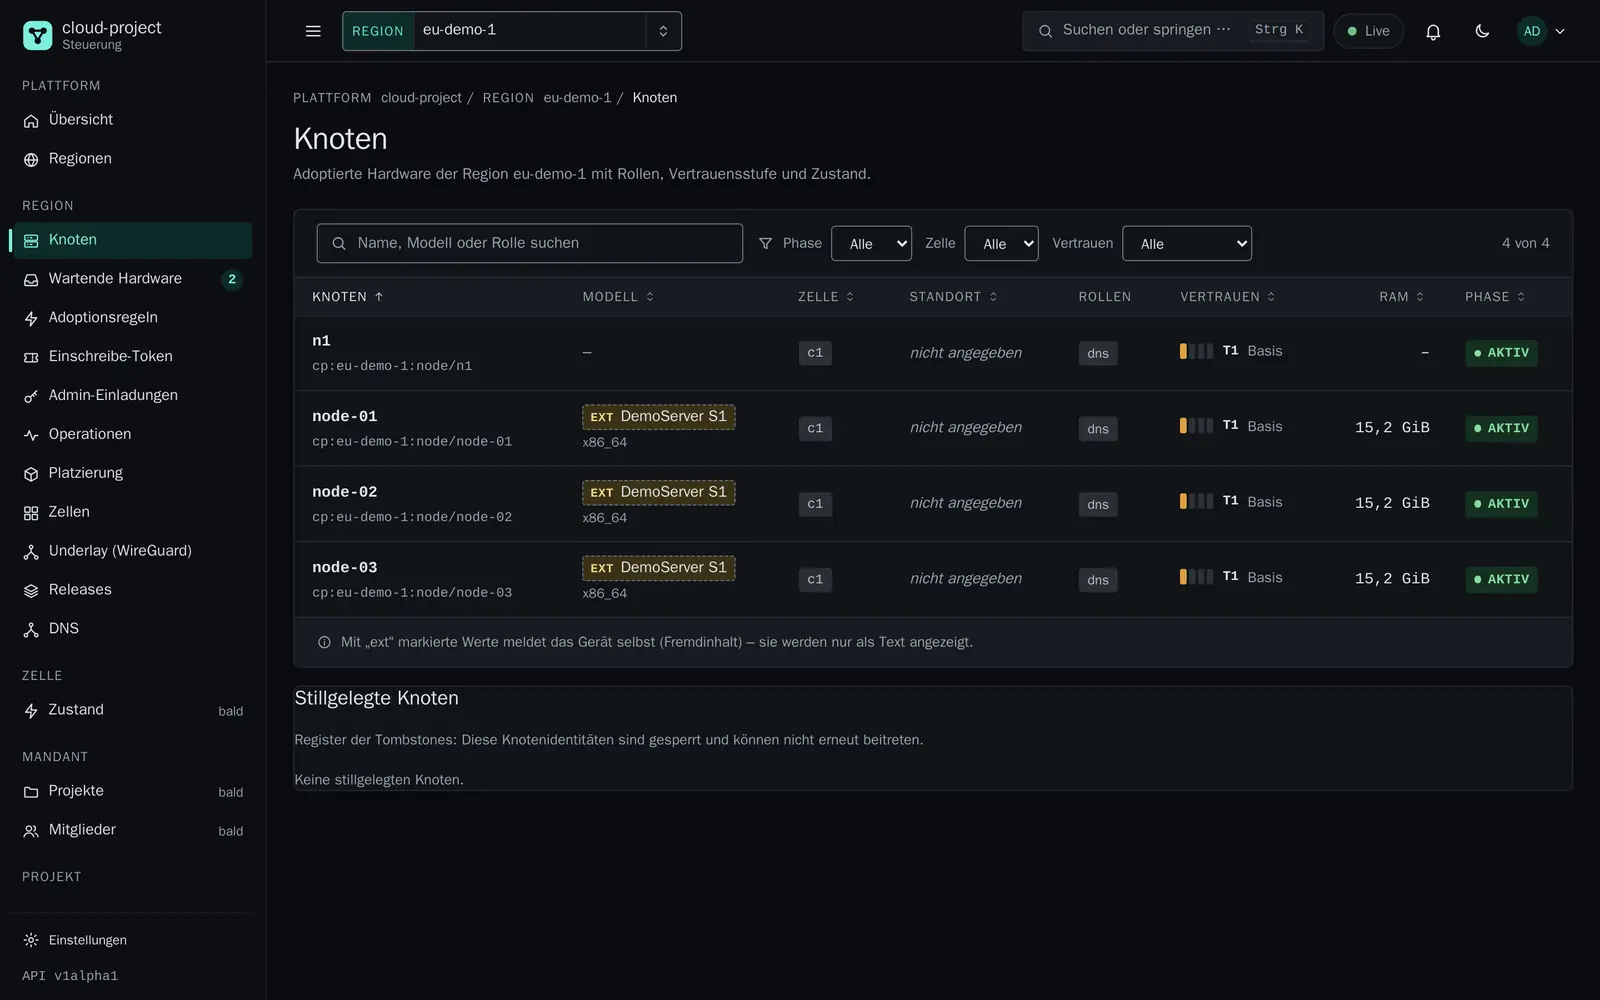 cloud-project
Steuerung
REGION eu-demo-1
Suchen oder springen ··· Strg K
Live
AD
PLATTFORM
Übersicht
Regionen
REGION
Knoten
Wartende Hardware 2
Adoptionsregeln
Einschreibe-Token
Admin-Einladungen
Operationen
Platzierung
Zellen
Underlay (WireGuard)
Releases
DNS
ZELLE
Zustand bald
MANDANT
Projekte bald
Mitglieder bald
PROJEKT
Einstellungen
API v1alpha1
PLATTFORM cloud-project / REGION eu-demo-1 / Knoten
Knoten
Adoptierte Hardware der Region eu-demo-1 mit Rollen, Vertrauensstufe und Zustand.
Name, Modell oder Rolle suchen Phase Alle Zelle Alle Vertrauen Alle 4 von 4
KNOTEN ↑ MODELL ZELLE STANDORT ROLLEN VERTRAUEN RAM PHASE
n1
cp:eu-demo-1:node/n1
— c1 nicht angegeben dns T1 Basis – AKTIV
node-01
cp:eu-demo-1:node/node-01
EXT DemoServer S1
x86_64
c1 nicht angegeben dns T1 Basis 15,2 GiB AKTIV
node-02
cp:eu-demo-1:node/node-02
EXT DemoServer S1
x86_64
c1 nicht angegeben dns T1 Basis 15,2 GiB AKTIV
node-03
cp:eu-demo-1:node/node-03
EXT DemoServer S1
x86_64
c1 nicht angegeben dns T1 Basis 15,2 GiB AKTIV
Mit „ext“ markierte Werte meldet das Gerät selbst (Fremdinhalt) – sie werden nur als Text angezeigt.
Stillgelegte Knoten
Register der Tombstones: Diese Knotenidentitäten sind gesperrt und können nicht erneut beitreten.
Keine stillgelegten Knoten.